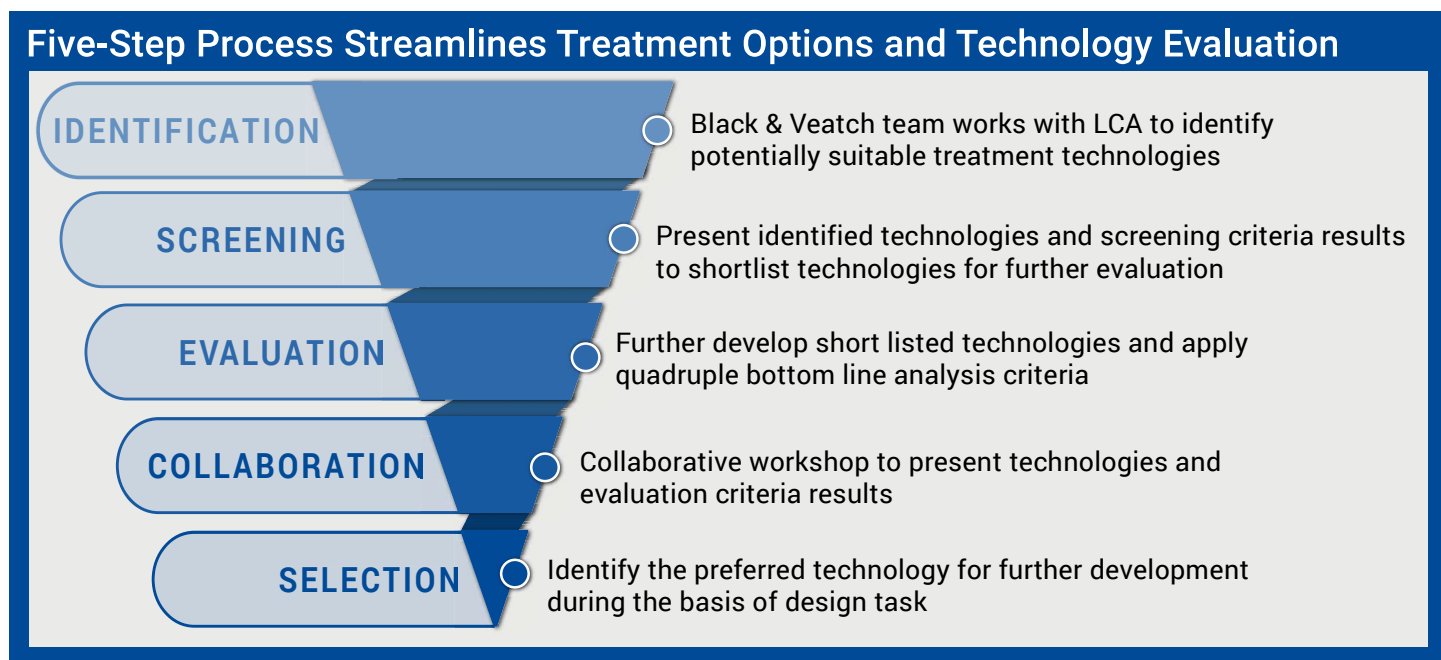 Five-Step Process Streamlines Treatment Options and Technology Evaluation
IDENTIFICATION
Black & Veatch team works with LCA to identify
potentially suitable treatment technologies
SCREENING
Present identified technologies and screening criteria results
to shortlist technologies for further evaluation
EVALUATION
Further develop short listed technologies and apply
quadruple bottom line analysis criteria
COLLABORATION
Collaborative workshop to present technologies and
evaluation criteria results
SELECTION
Identify the preferred technology for further development
during the basis of design task